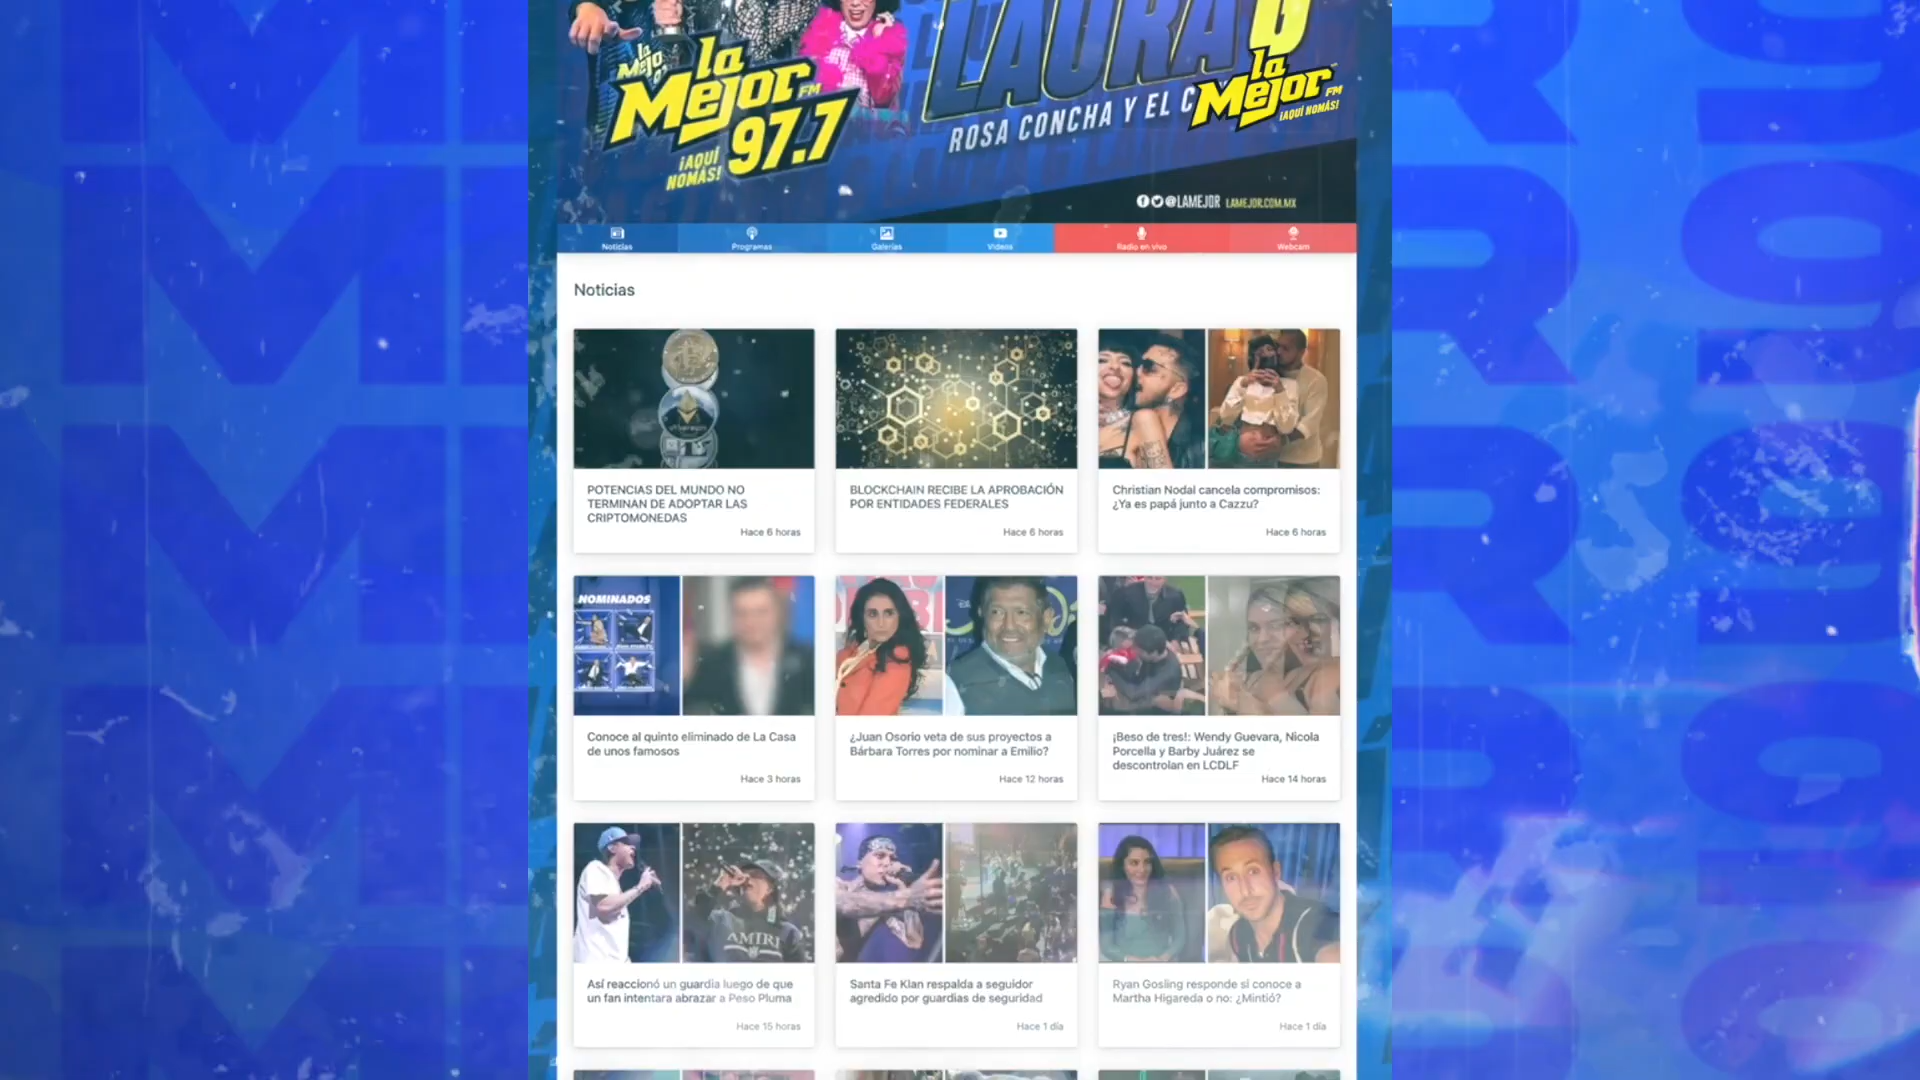 LAURA G
ROSA CONCHA Y EL C
la Mejor FM
¡AQUÍ NOMÁS!
la Mejor FM
97.7
¡AQUÍ NOMÁS!
@LAMEJOR LAMEJOR.COM.MX
Noticias
Programas
Galerías
Videos
Radio en vivo
Webcam
Noticias
POTENCIAS DEL MUNDO NO
TERMINAN DE ADOPTAR LAS
CRIPTOMONEDAS
Hace 6 horas
BLOCKCHAIN RECIBE LA APROBACIÓN
POR ENTIDADES FEDERALES
Hace 6 horas
Christian Nodal cancela compromisos:
¿Ya es papá junto a Cazzu?
Hace 6 horas
NOMINADOS
Conoce al quinto eliminado de La Casa
de unos famosos
Hace 3 horas
¿Juan Osorio veta de sus proyectos a
Bárbara Torres por nominar a Emilio?
Hace 12 horas
¡Beso de tres!: Wendy Guevara, Nicola
Porcella y Barby Juárez se
descontrolan en LCDLF
Hace 14 horas
AMIRI
Así reaccionó un guardia luego de que
un fan intentara abrazar a Peso Pluma
Hace 15 horas
Santa Fe Klan respalda a seguidor
agredido por guardias de seguridad
Hace 1 día
Ryan Gosling responde si conoce a
Martha Higareda o no: ¿Mintió?
Hace 1 día